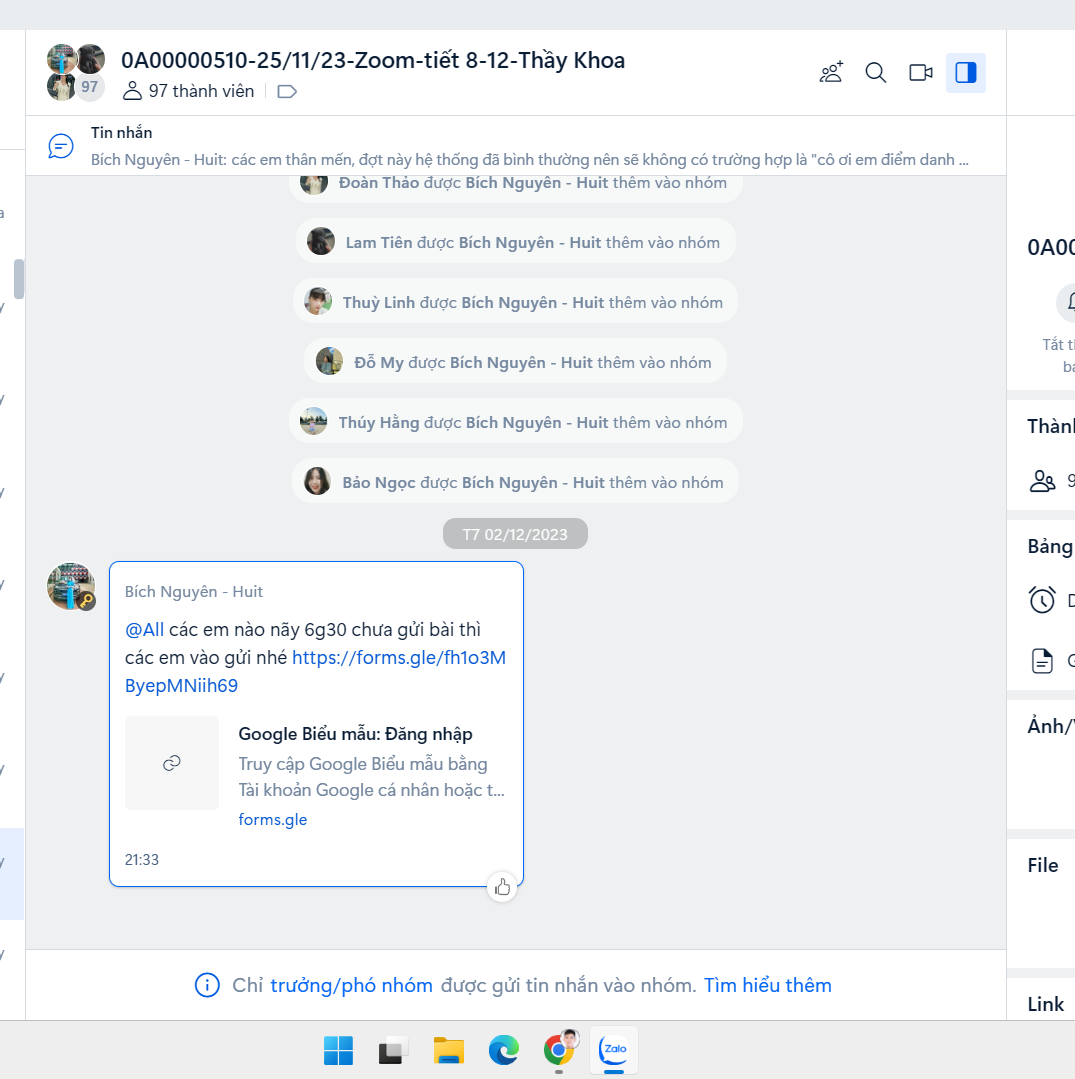 0A00000510-25/11/23-Zoom-tiết 8-12-Thầy Khoa
97
97 thành viên
Tin nhắn
Bích Nguyên - Huit: các em thân mến, đợt này hệ thống đã bình thường nên sẽ không có trường hợp là "cô ơi em điểm danh ...
Đoàn Thảo được Bích Nguyên - Huit thêm vào nhóm
Lam Tiên được Bích Nguyên - Huit thêm vào nhóm
Thuỳ Linh được Bích Nguyên - Huit thêm vào nhóm
Đỗ My được Bích Nguyên - Huit thêm vào nhóm
Thúy Hằng được Bích Nguyên - Huit thêm vào nhóm
Bảo Ngọc được Bích Nguyên - Huit thêm vào nhóm
T7 02/12/2023
Bích Nguyên - Huit
@All các em nào nãy 6g30 chưa gửi bài thì
các em vào gửi nhé https://forms.gle/fh1o3M
ByepMNiih69
Google Biểu mẫu: Đăng nhập
Truy cập Google Biểu mẫu bằng
Tài khoản Google cá nhân hoặc t...
forms.gle
21:33
Chỉ trưởng/phó nhóm được gửi tin nhắn vào nhóm. Tìm hiểu thêm
0A00
Tắt
Thành
9
Bảng
Ảnh/
File
Link
Zalo